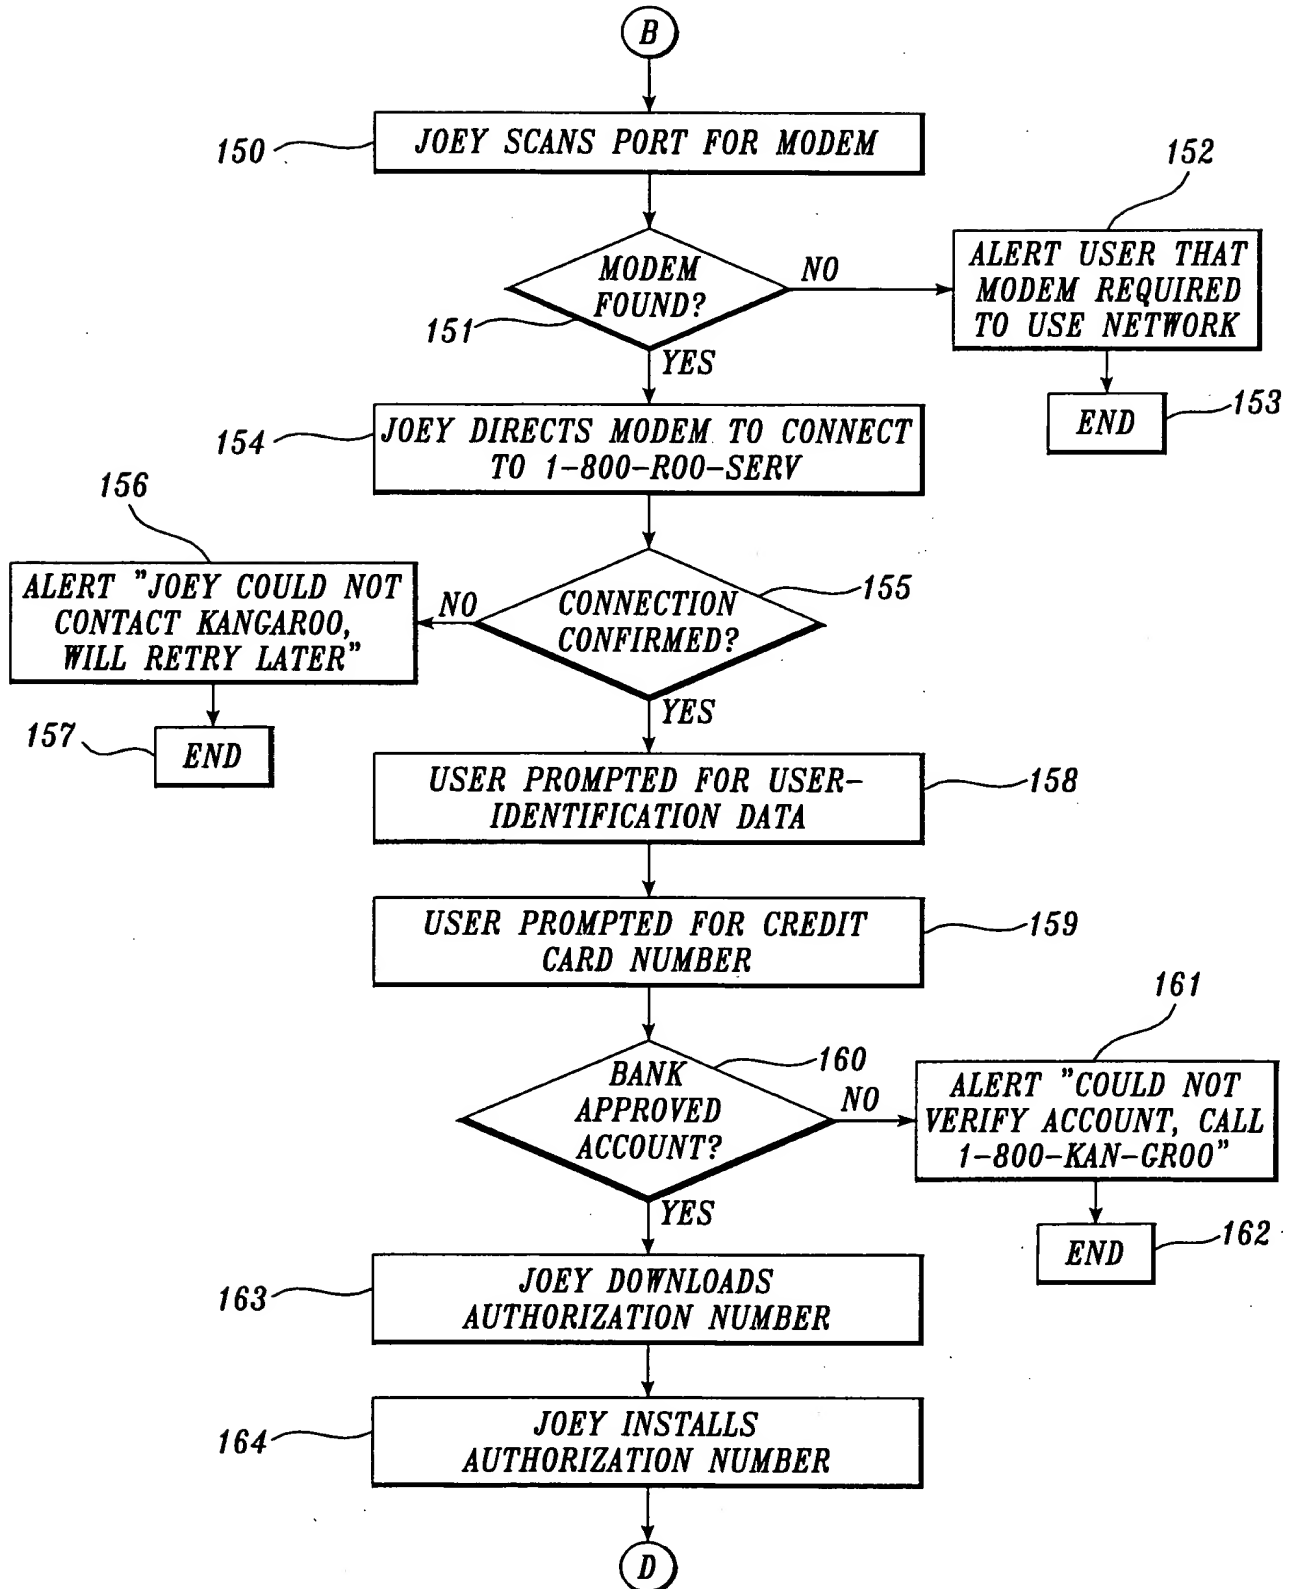 B
JOEY SCANS PORT FOR MODEM
150
152
MODEM
FOUND?
151
NO
ALERT USER THAT
MODEM REQUIRED
TO USE NETWORK
YES
END
153
154
JOEY DIRECTS MODEM TO CONNECT
TO 1-800-ROO-SERV
156
ALERT "JOEY COULD NOT
CONTACT KANGAROO,
WILL RETRY LATER"
NO
CONNECTION
CONFIRMED?
155
YES
157
END
USER PROMPTED FOR USER-
IDENTIFICATION DATA
158
USER PROMPTED FOR CREDIT
CARD NUMBER
159
161
BANK
APPROVED
ACCOUNT?
160
NO
ALERT "COULD NOT
VERIFY ACCOUNT, CALL
1-800-KAN-GROO"
YES
END
162
163
JOEY DOWNLOADS
AUTHORIZATION NUMBER
164
JOEY INSTALLS
AUTHORIZATION NUMBER
D